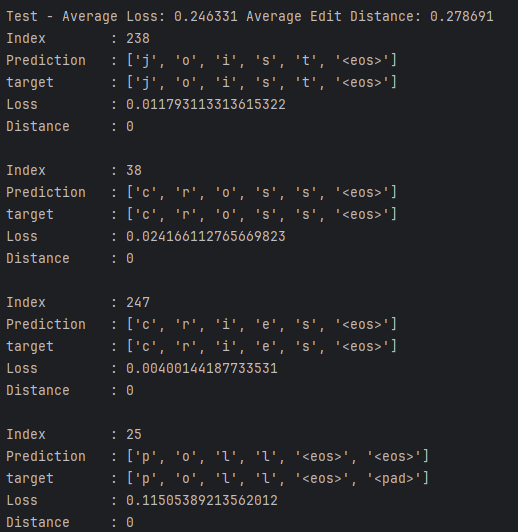 Test - Average Loss: 0.246331 Average Edit Distance: 0.278691
Index      : 238
Prediction : ['j', 'o', 'i', 's', 't', '<eos>']
target     : ['j', 'o', 'i', 's', 't', '<eos>']
Loss       : 0.011793113313615322
Distance   : 0
Index      : 38
Prediction : ['c', 'r', 'o', 's', 's', '<eos>']
target     : ['c', 'r', 'o', 's', 's', '<eos>']
Loss       : 0.024166112765669823
Distance   : 0
Index      : 247
Prediction : ['c', 'r', 'i', 'e', 's', '<eos>']
target     : ['c', 'r', 'i', 'e', 's', '<eos>']
Loss       : 0.00400144187733531
Distance   : 0
Index      : 25
Prediction : ['p', 'o', 'l', 'l', '<eos>', '<eos>']
target     : ['p', 'o', 'l', 'l', '<eos>', '<pad>']
Loss       : 0.11505389213562012
Distance   : 0